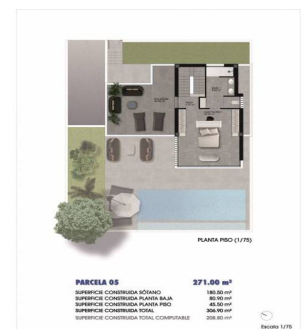 PLANTA PISO (1/75)
PARCELA 05 271.00 m²
SUPERFICIE CONSTRUIDA SÓTANO 180.50 m²
SUPERFICIE CONSTRUIDA PLANTA BAJA 80.90 m²
SUPERFICIE CONSTRUIDA PLANTA PISO 45.50 m²
SUPERFICIE CONSTRUIDA TOTAL 306.90 m²
SUPERFICIE CONSTRUIDA TOTAL COMPUTABLE 206.80 m²
Escala 1/75